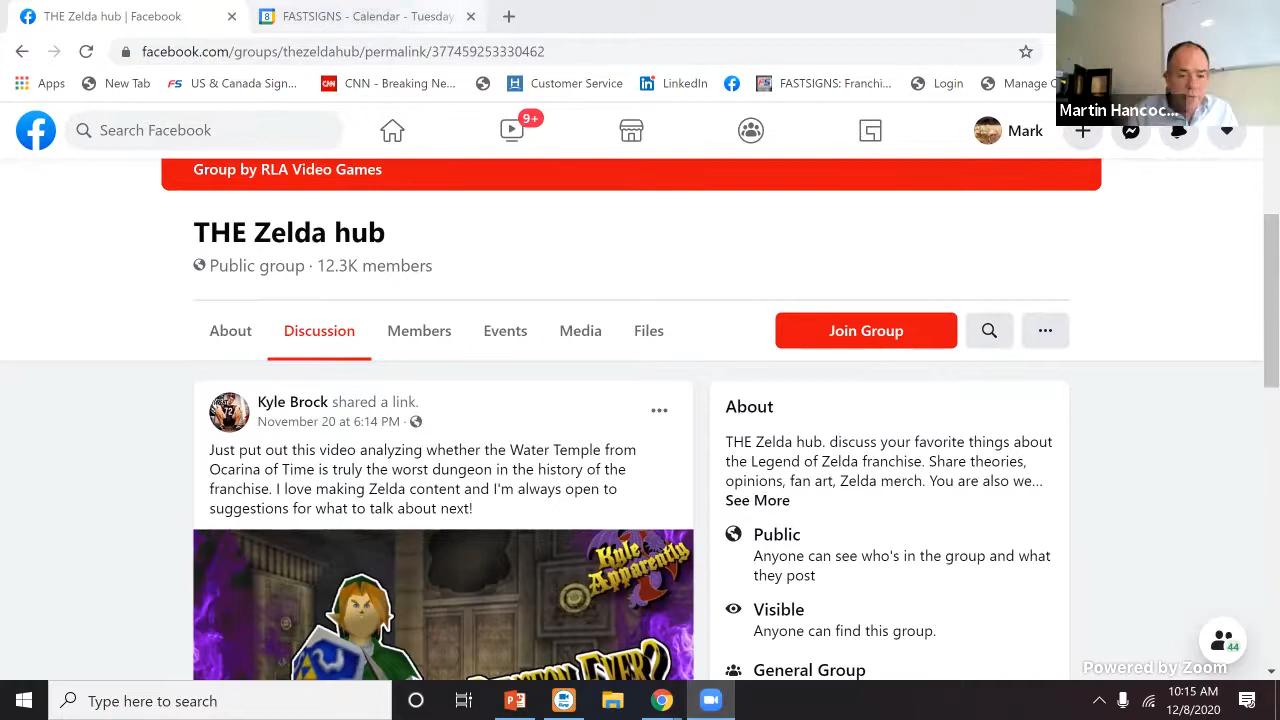 THE Zelda hub | Facebook
FASTSIGNS - Calendar - Tuesday
facebook.com/groups/thezeldahub/permalink/377459253330462
Apps New Tab US & Canada Sign... CNN - Breaking Ne... Customer Service LinkedIn FASTSIGNS: Franchi... Login Manage C
Martin Hancoc...
Search Facebook
9+
Mark
Group by RLA Video Games
THE Zelda hub
Public group · 12.3K members
About Discussion Members Events Media Files
Join Group
Kyle Brock shared a link.
November 20 at 6:14 PM ·
Just put out this video analyzing whether the Water Temple from
Ocarina of Time is truly the worst dungeon in the history of the
franchise. I love making Zelda content and I'm always open to
suggestions for what to talk about next!
Kyle
Apparently
EVER?
About
THE Zelda hub. discuss your favorite things about
the Legend of Zelda franchise. Share theories,
opinions, fan art, Zelda merch. You are also we...
See More
Public
Anyone can see who's in the group and what
they post
Visible
Anyone can find this group.
General Group
44
Powered by Zoom
Type here to search
10:15 AM
12/8/2020